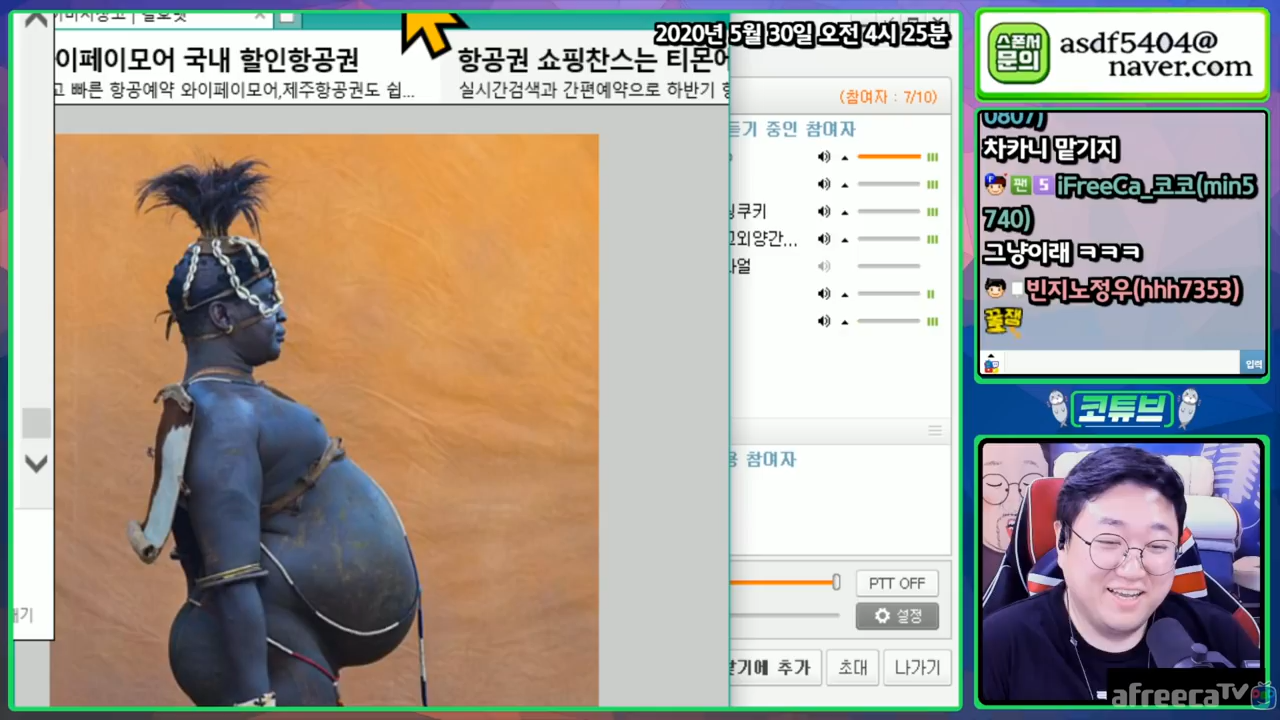 이페이모어 국내 할인항공권
고 빠른 항공예약 와이페이모어,제주항공권도 쉽...
항공권 쇼핑찬스는 티몬에
실시간검색과 간편예약으로 하반기 항
2020년 5월 30일 오전 4시 25분
(참여자 : 7/10)
듣기 중인 참여자
쿠키
외양간...
얼
용 참여자
PTT OFF
설정
기에 추가
초대
나가기
스폰서
문의
asdf5404@
naver.com
0807)
차카니 맡기지
팬 5 iFreeCa_코코(min5
740)
그냥이래 ㅋㅋㅋ
빈지노정우(hhh7353)
꿀잼
입력
코튜브
afreecaTV